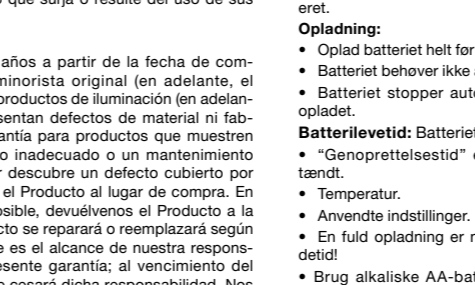 que surja o resulte del uso de sus
años a partir de la fecha de com-
minorista original (en adelante, el
productos de iluminación (en adelan-
sentan defectos de material ni fab-
antía para productos que muestren
o inadecuado o un mantenimiento
descubre un defecto cubierto por
el Producto al lugar de compra. En
osible, devuélvenos el Producto a la
cto se reparará o reemplazará según
e es el alcance de nuestra respons-
esente garantía; al vencimiento del
cesará dicha responsabilidad. Nos
eret.
Opladning:
• Oplad batteriet helt før
• Batteriet behøver ikke
• Batteriet stopper aut
opladet.
Batterilevetid: Batteriet
• “Genoprettelsestid”
tændt.
• Temperatur.
• Anvendte indstillinger.
• En fuld opladning er
detid!
• Brug alkaliske AA-bat